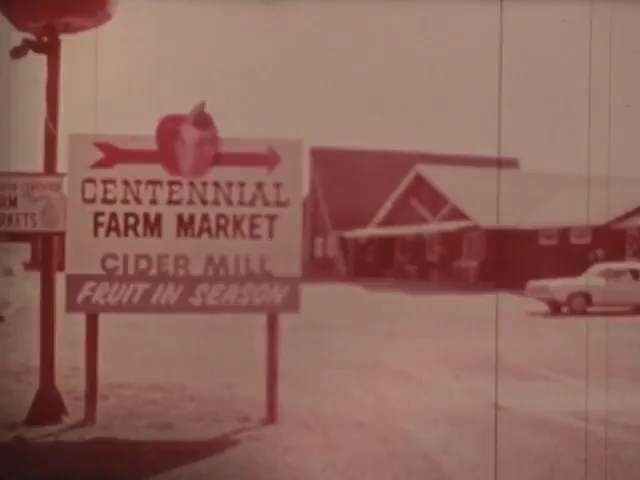 CENTENNIAL
FARM MARKET
CIDER MILL
FRUIT IN SEASON